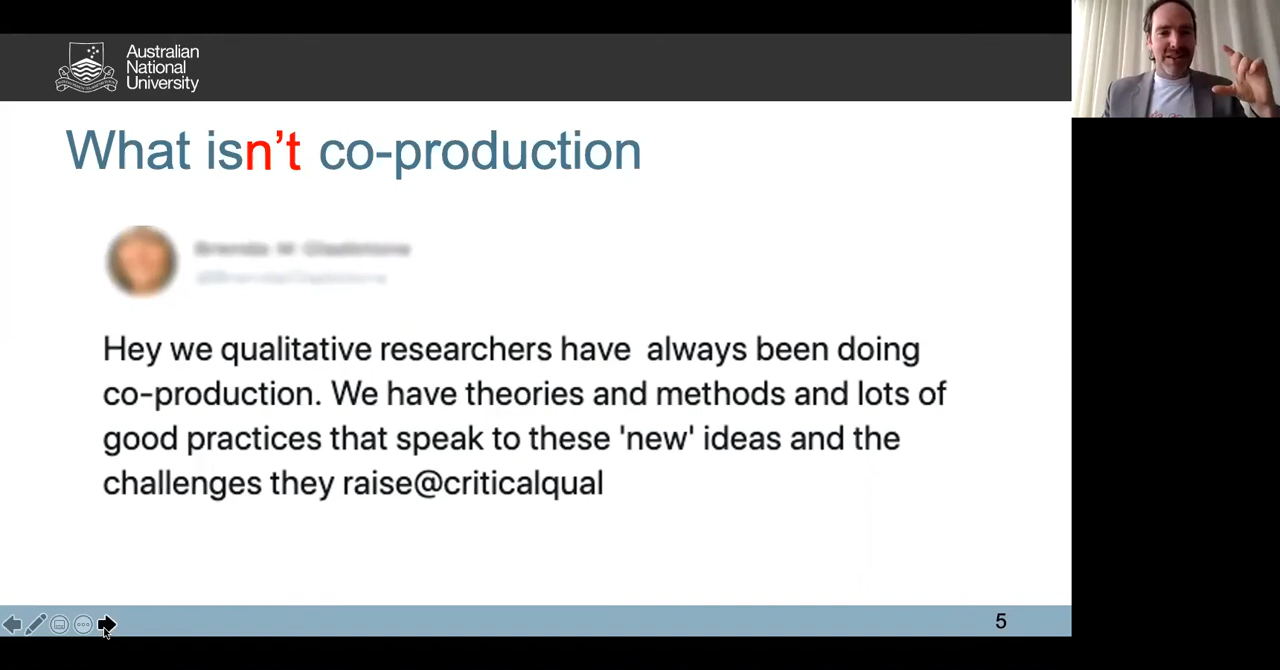 Australian
National
University
What isn't co-production
Hey we qualitative researchers have always been doing
co-production. We have theories and methods and lots of
good practices that speak to these 'new' ideas and the
challenges they raise@criticalqual
5